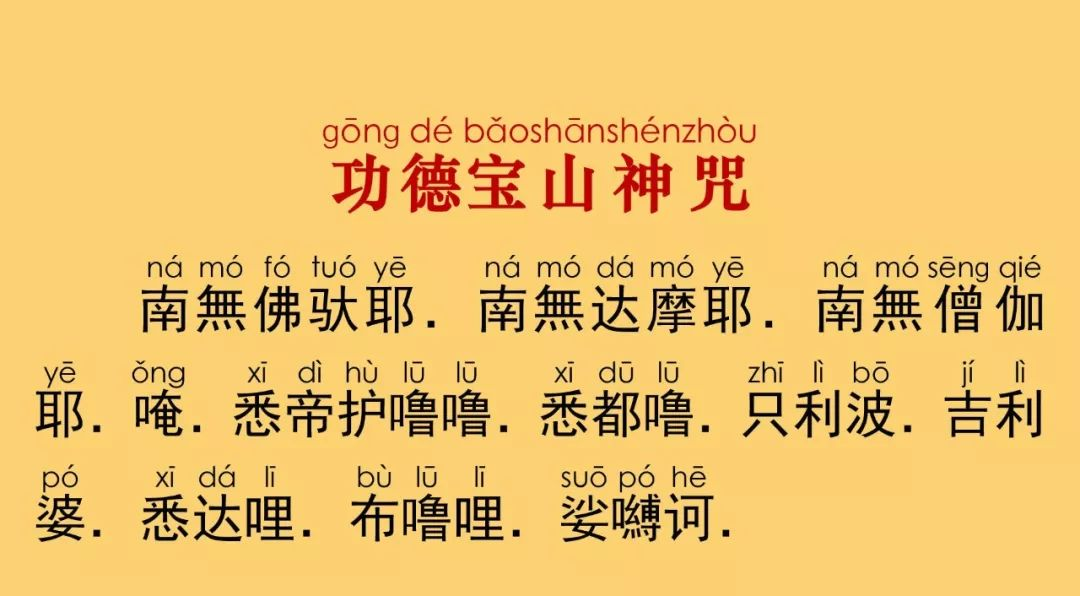 gōng dé bǎoshānshénzhòu
功德宝山神咒
ná mó fó tuó yē ná mó dá mó yē ná mó sēng qié
南無佛驮耶．南無达摩耶．南無僧伽
yē ǒng xī dì hù lū lū xī dū lū zhī lì bō jí lì
耶．唵．悉帝护噜噜．悉都噜．只利波．吉利
pó xī dá lī bù lū lī suō pó hē
婆．悉达哩．布噜哩．娑嚩诃．